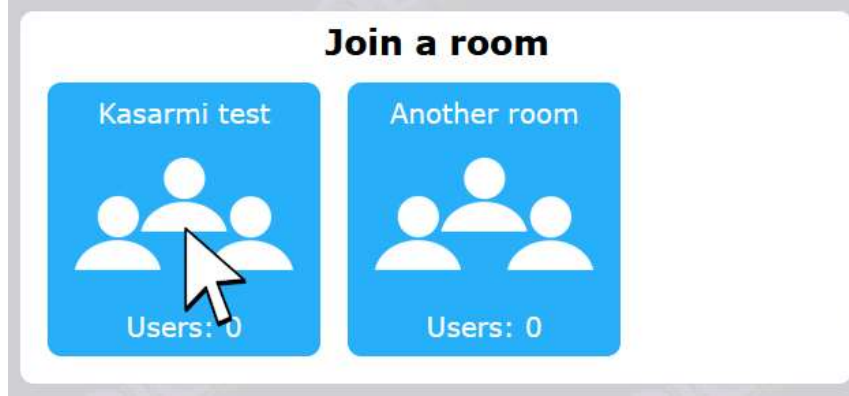 Join a room
Kasarmi test
Another room
Users: 0
Users: 0